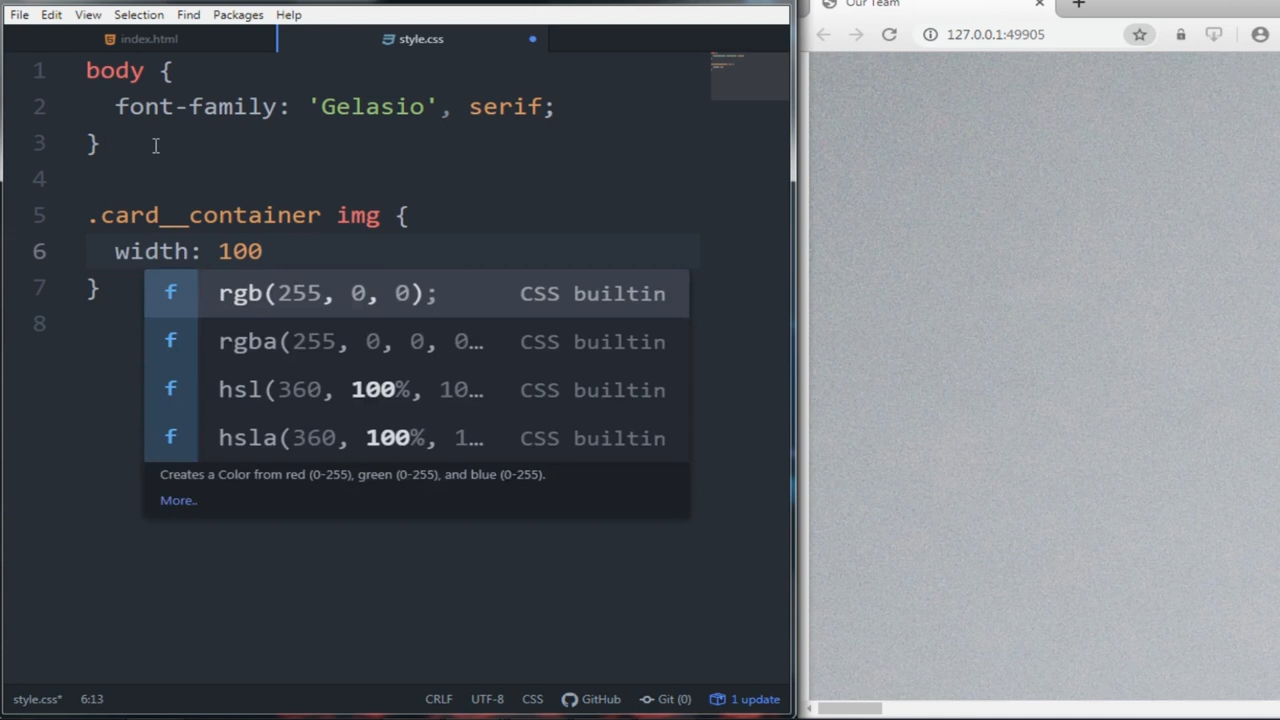 File Edit View Selection Find Packages Help
index.html
style.css
Our Team
127.0.0.1:49905
1 body {
2 font-family: 'Gelasio', serif;
3 }
4
5 .card__container img {
6 width: 100
7 }
8
f rgb(255, 0, 0); CSS builtin
f rgba(255, 0, 0, 0… CSS builtin
f hsl(360, 100%, 10… CSS builtin
f hsla(360, 100%, 1… CSS builtin
Creates a Color from red (0-255), green (0-255), and blue (0-255).
More..
style.css* 6:13 CRLF UTF-8 CSS GitHub Git (0) 1 update